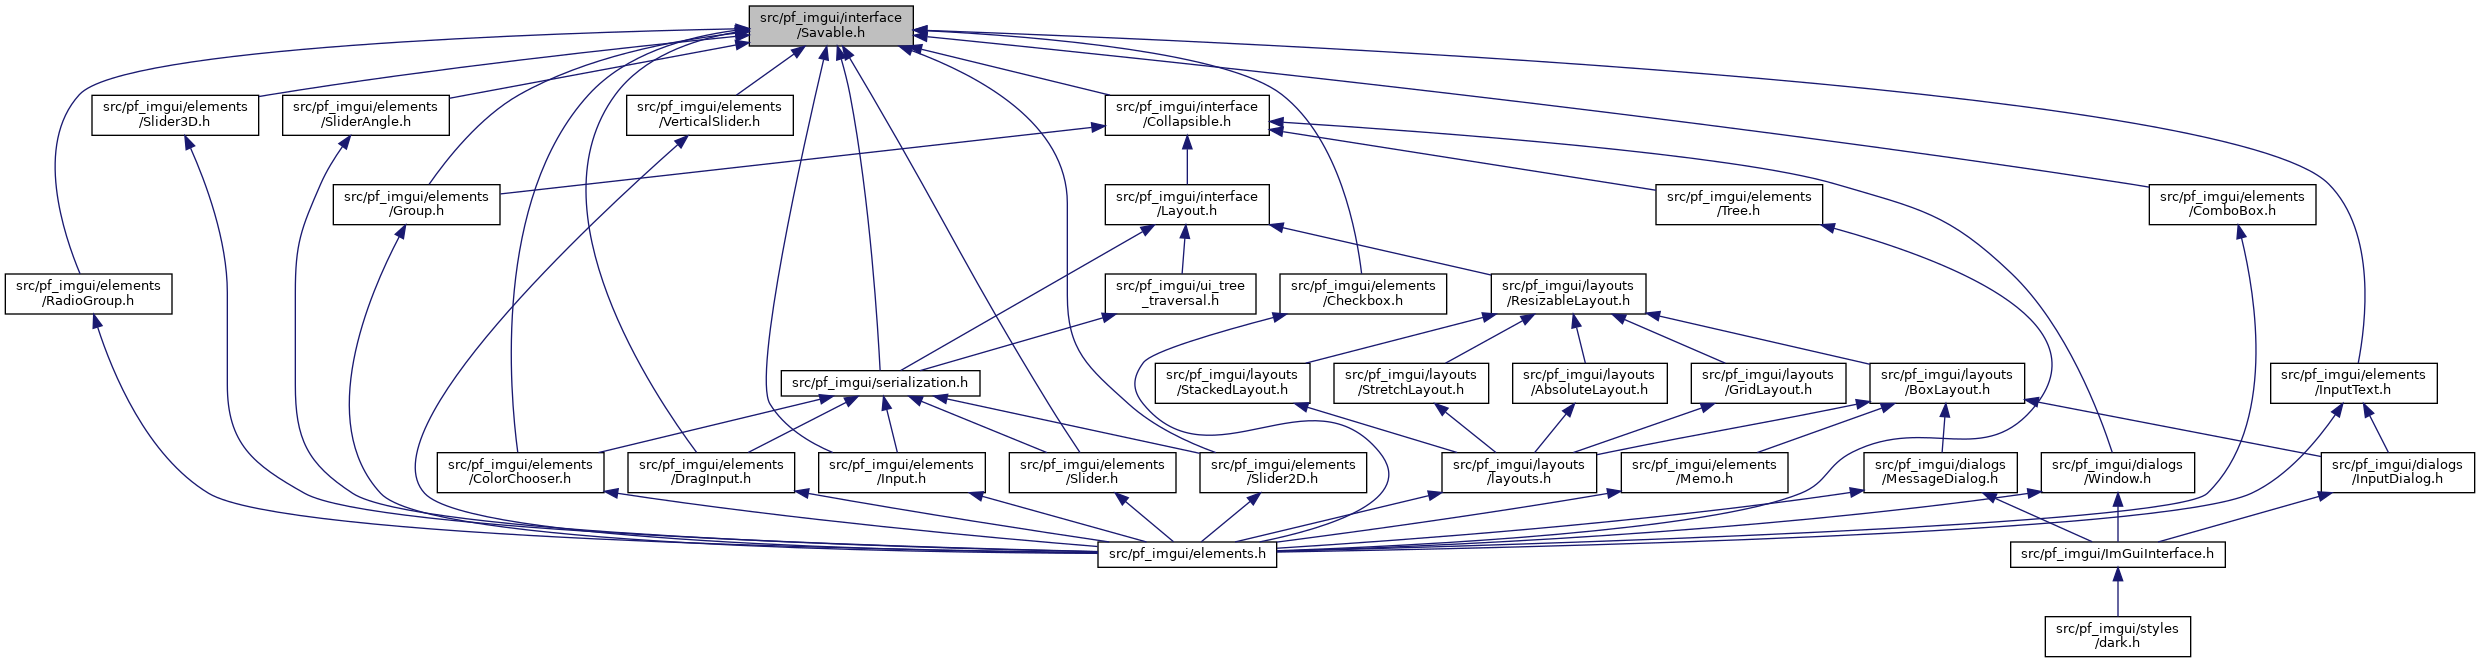 src/pf_imgui/interface
/Savable.h
src/pf_imgui/elements
/Slider3D.h
src/pf_imgui/elements
/SliderAngle.h
src/pf_imgui/elements
/VerticalSlider.h
src/pf_imgui/interface
/Collapsible.h
src/pf_imgui/elements
/Group.h
src/pf_imgui/interface
/Layout.h
src/pf_imgui/elements
/Tree.h
src/pf_imgui/elements
/ComboBox.h
src/pf_imgui/elements
/RadioGroup.h
src/pf_imgui/ui_tree
_traversal.h
src/pf_imgui/elements
/Checkbox.h
src/pf_imgui/layouts
/ResizableLayout.h
src/pf_imgui/serialization.h
src/pf_imgui/layouts
/StackedLayout.h
src/pf_imgui/layouts
/StretchLayout.h
src/pf_imgui/layouts
/AbsoluteLayout.h
src/pf_imgui/layouts
/GridLayout.h
src/pf_imgui/layouts
/BoxLayout.h
src/pf_imgui/elements
/InputText.h
src/pf_imgui/elements
/ColorChooser.h
src/pf_imgui/elements
/DragInput.h
src/pf_imgui/elements
/Input.h
src/pf_imgui/elements
/Slider.h
src/pf_imgui/elements
/Slider2D.h
src/pf_imgui/layouts
/layouts.h
src/pf_imgui/elements
/Memo.h
src/pf_imgui/dialogs
/MessageDialog.h
src/pf_imgui/dialogs
/Window.h
src/pf_imgui/dialogs
/InputDialog.h
src/pf_imgui/elements.h
src/pf_imgui/ImGuiInterface.h
src/pf_imgui/styles
/dark.h